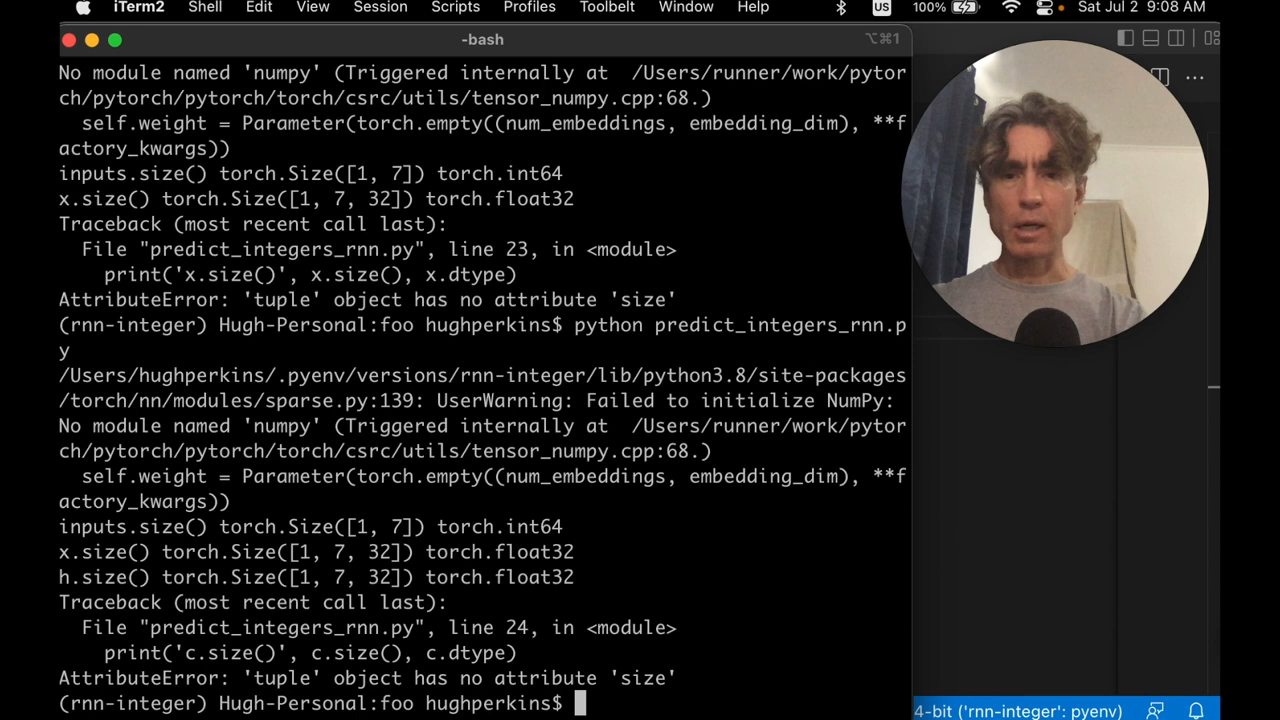 iTerm2 Shell Edit View Session Scripts Profiles Toolbelt Window Help US 100% Sat Jul 2 9:08 AM
-bash ⌥⌘1
No module named 'numpy' (Triggered internally at  /Users/runner/work/pytor
ch/pytorch/pytorch/torch/csrc/utils/tensor_numpy.cpp:68.)
  self.weight = Parameter(torch.empty((num_embeddings, embedding_dim), **f
actory_kwargs))
inputs.size() torch.Size([1, 7]) torch.int64
x.size() torch.Size([1, 7, 32]) torch.float32
Traceback (most recent call last):
  File "predict_integers_rnn.py", line 23, in <module>
    print('x.size()', x.size(), x.dtype)
AttributeError: 'tuple' object has no attribute 'size'
(rnn-integer) Hugh-Personal:foo hughperkins$ python predict_integers_rnn.p
y
/Users/hughperkins/.pyenv/versions/rnn-integer/lib/python3.8/site-packages
/torch/nn/modules/sparse.py:139: UserWarning: Failed to initialize NumPy:
No module named 'numpy' (Triggered internally at  /Users/runner/work/pytor
ch/pytorch/pytorch/torch/csrc/utils/tensor_numpy.cpp:68.)
  self.weight = Parameter(torch.empty((num_embeddings, embedding_dim), **f
actory_kwargs))
inputs.size() torch.Size([1, 7]) torch.int64
x.size() torch.Size([1, 7, 32]) torch.float32
h.size() torch.Size([1, 7, 32]) torch.float32
Traceback (most recent call last):
  File "predict_integers_rnn.py", line 24, in <module>
    print('c.size()', c.size(), c.dtype)
AttributeError: 'tuple' object has no attribute 'size'
(rnn-integer) Hugh-Personal:foo hughperkins$
4-bit ('rnn-integer': pyenv)